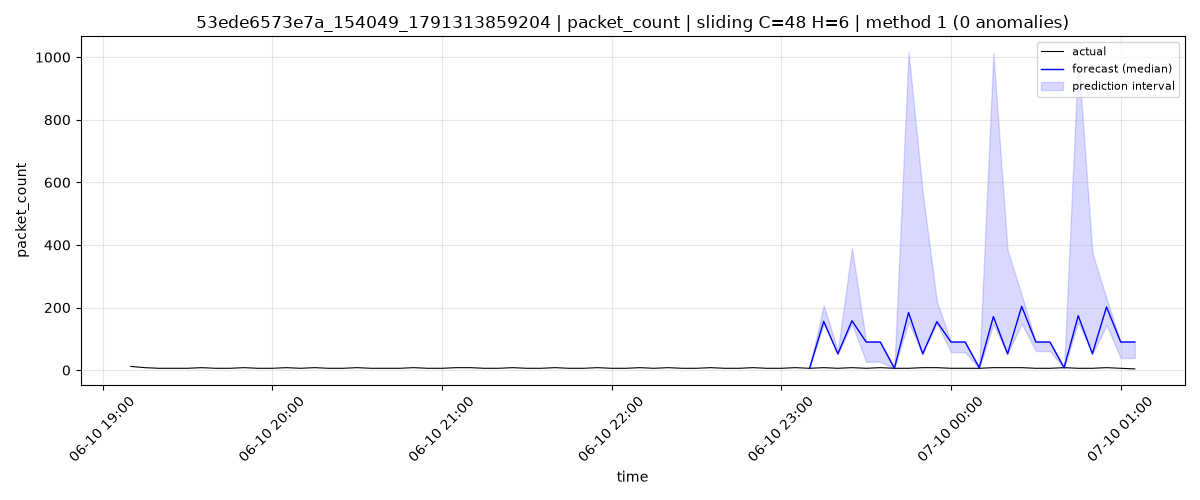 53ede6573e7a_154049_1791313859204 | packet_count | sliding C=48 H=6 | method 1 (0 anomalies)
actual
forecast (median)
prediction interval
packet_count
1000
800
600
400
200
0
06-10 19:00
06-10 20:00
06-10 21:00
06-10 22:00
06-10 23:00
07-10 00:00
07-10 01:00
time